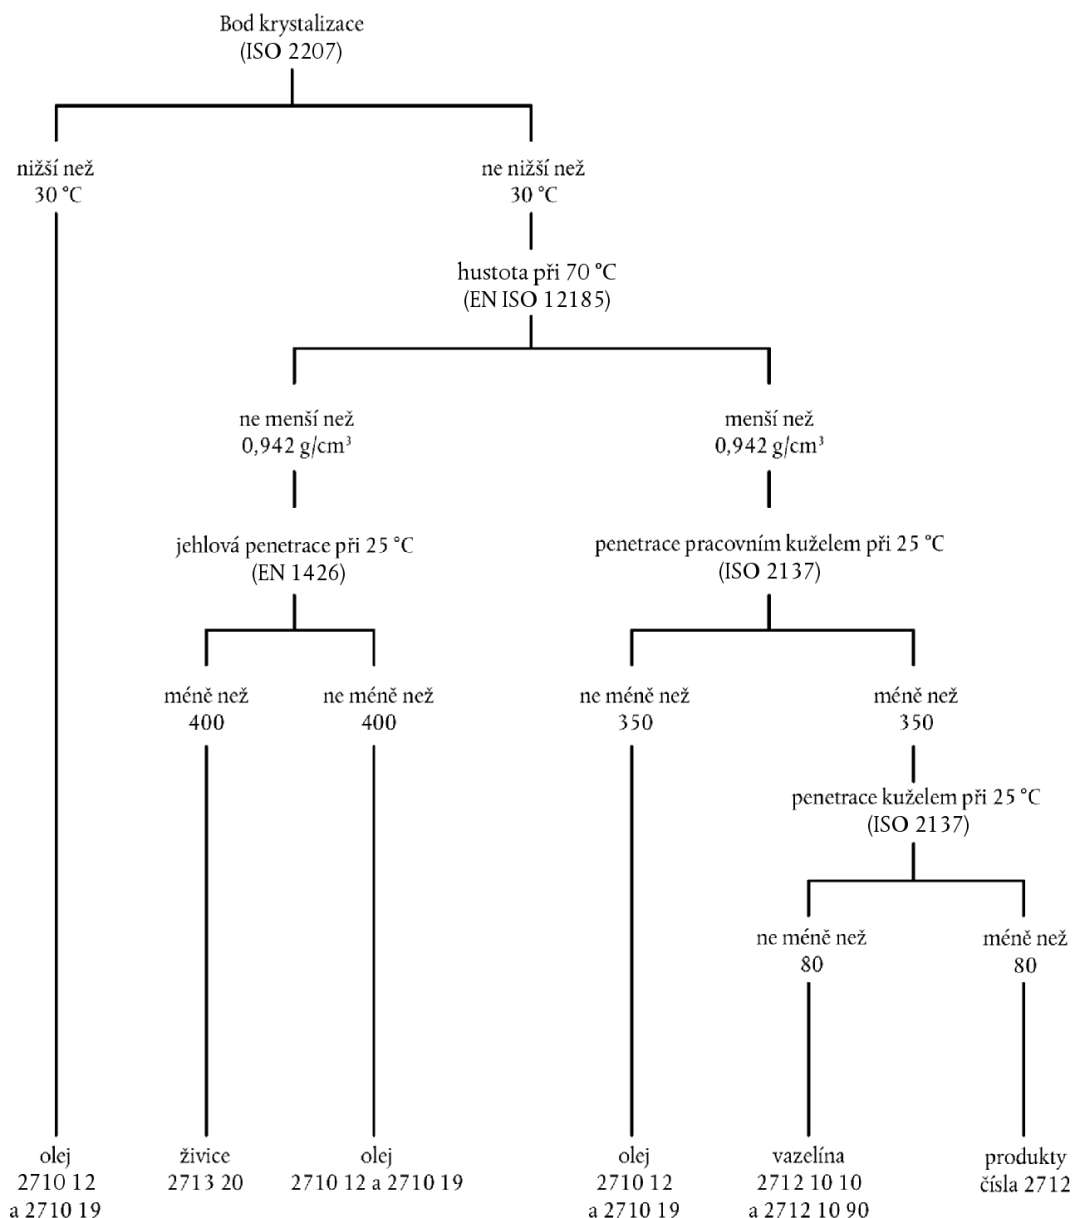 Bod krystalizace
(ISO 2207)
nižší než
30 °C
ne nižší než
30 °C
hustota při 70 °C
(EN ISO 12185)
ne menší než
0,942 g/cm³
menší než
0,942 g/cm³
jehlová penetrace při 25 °C
(EN 1426)
penetrace pracovním kuželem při 25 °C
(ISO 2137)
méně než
400
ne méně než
400
ne méně než
350
méně než
350
penetrace kuželem při 25 °C
(ISO 2137)
ne méně než
80
méně než
80
olej
2710 12
a 2710 19
živice
2713 20
olej
2710 12 a 2710 19
olej
2710 12
a 2710 19
vazelína
2712 10 10
a 2712 10 90
produkty
čísla 2712